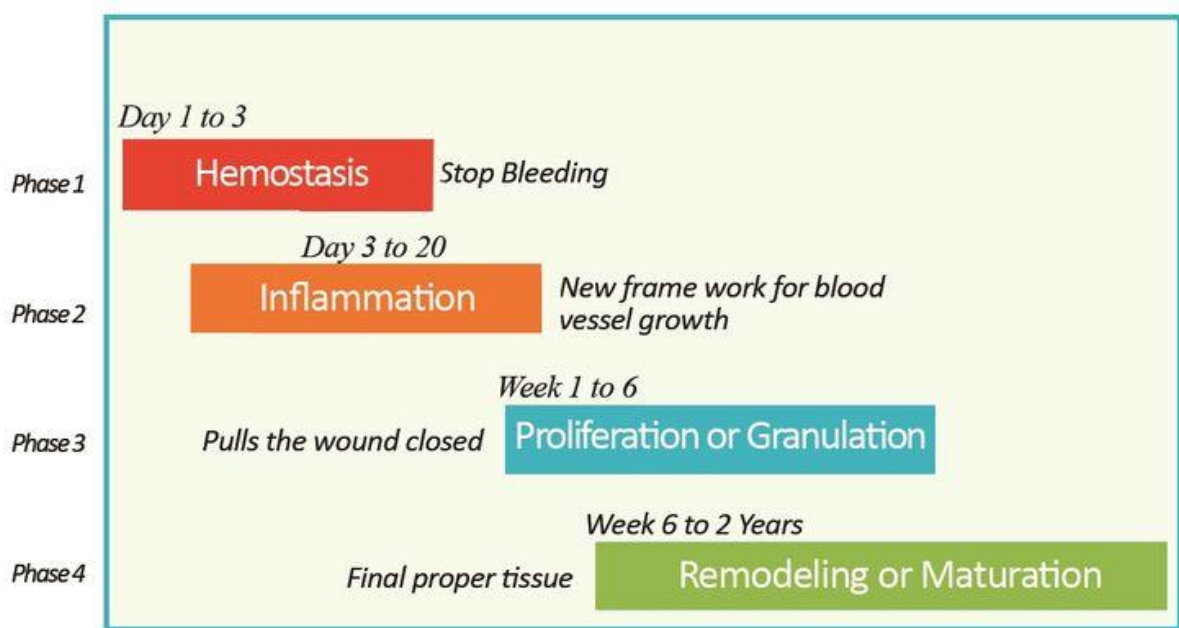 Day 1 to 3
Phase 1
Hemostasis
Stop Bleeding
Day 3 to 20
Phase 2
Inflammation
New frame work for blood
vessel growth
Week 1 to 6
Phase 3
Pulls the wound closed
Proliferation or Granulation
Week 6 to 2 Years
Phase 4
Final proper tissue
Remodeling or Maturation